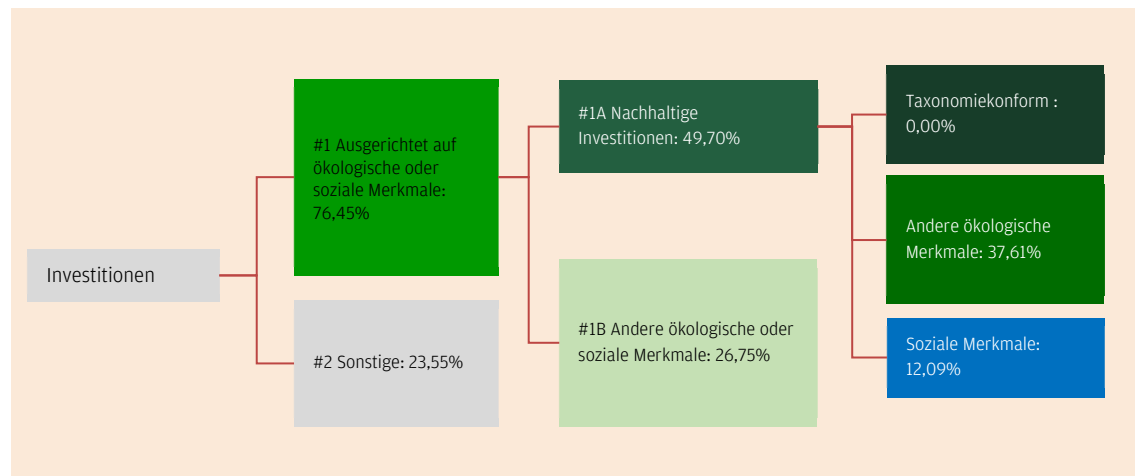 Investitionen
#1 Ausgerichtet auf
ökologische oder
soziale Merkmale:
76,45%
#2 Sonstige: 23,55%
#1A Nachhaltige
Investitionen: 49,70%
#1B Andere ökologische oder
soziale Merkmale: 26,75%
Taxonomiekonform :
0,00%
Andere ökologische
Merkmale: 37,61%
Soziale Merkmale:
12,09%